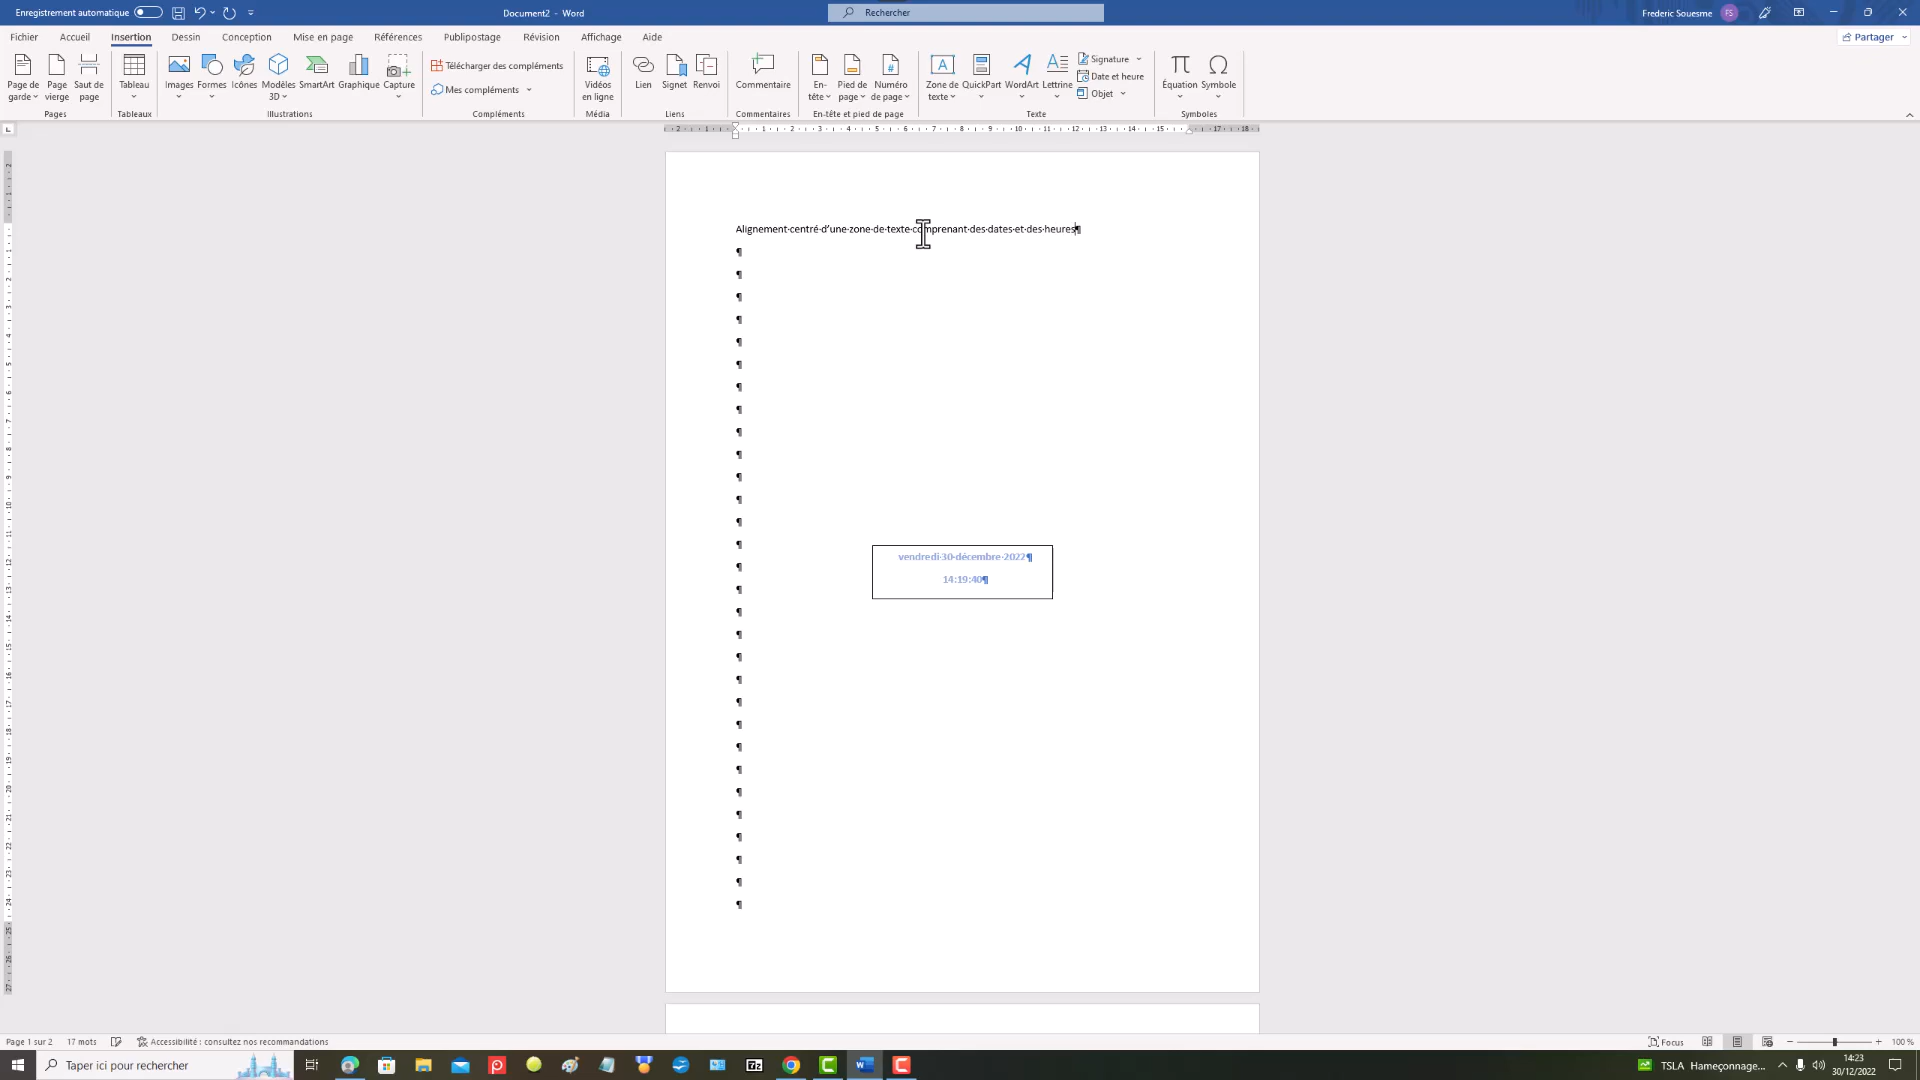 Enregistrement automatique
Document2 - Word
Rechercher
Frederic Souesme FS
Fichier Accueil Insertion Dessin Conception Mise en page Références Publipostage Révision Affichage Aide Partager
Page de garde
Page vierge
Saut de page
Pages
Tableau
Tableaux
Images
Formes
Icônes
Modèles 3D
SmartArt
Graphique
Capture
Illustrations
Télécharger des compléments
Mes compléments
Compléments
Vidéos en ligne
Média
Lien
Signet
Renvoi
Liens
Commentaire
Commentaires
En-tête
Pied de page
Numéro de page
En-tête et pied de page
Zone de texte
QuickPart
WordArt
Lettrine
Signature
Date et heure
Objet
Texte
Équation
Symbole
Symboles
Alignement·centré·d'une·zone·de·texte·comprenant·des·dates·et·des·heures¶
vendredi·30·décembre·2022¶
14:19:40¶
Page 1 sur 2 17 mots Accessibilité : consultez nos recommandations Focus 100 %
Taper ici pour rechercher
TSLA Hameçonnage...
14:23
30/12/2022